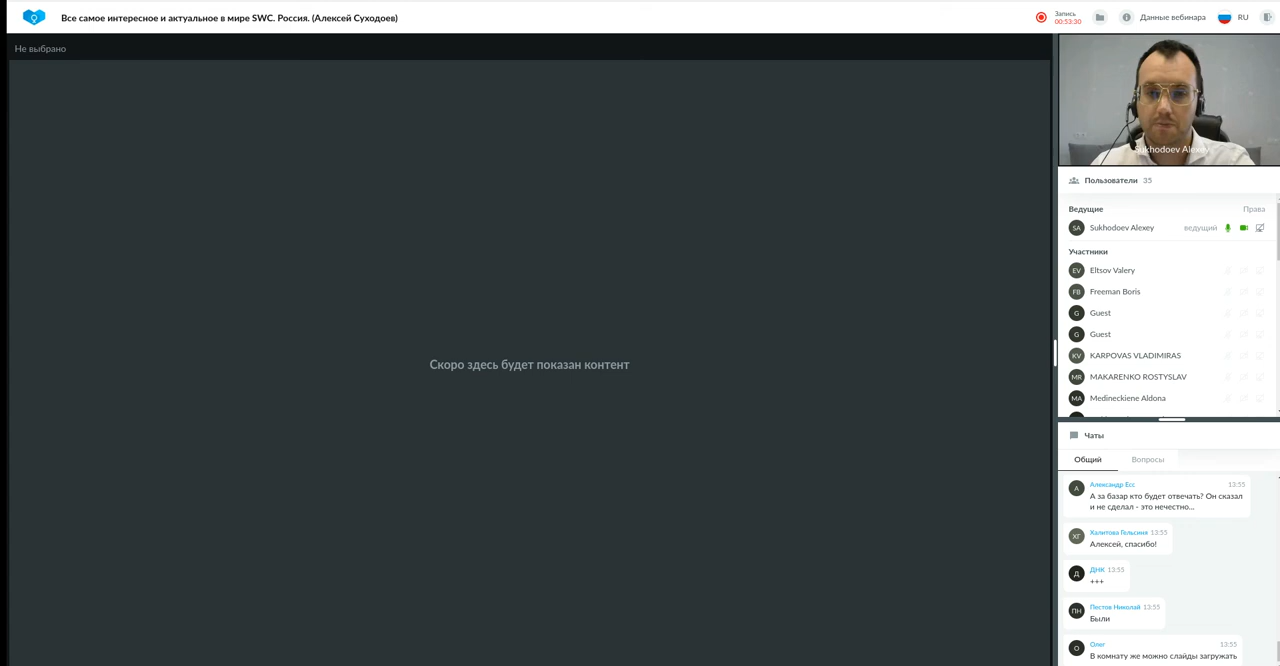 Все самое интересное и актуальное в мире SWC. Россия. (Алексей Суходоев)
Запись
00:53:30
Данные вебинара
RU
Не выбрано
Скоро здесь будет показан контент
Sukhodoev Alexey
Пользователи 35
Ведущие
Права
SA Sukhodoev Alexey ведущий
Участники
EV Eltsov Valery
FB Freeman Boris
G Guest
G Guest
KV KARPOVAS VLADIMIRAS
MR MAKARENKO ROSTYSLAV
MA Medineckiene Aldona
Чаты
Общий Вопросы
А Александр Есс 13:55
А за базар кто будет отвечать? Он сказал
и не сделал - это нечестно...
ХГ Халитова Гельсиня 13:55
Алексей, спасибо!
Д ДНК 13:55
+++
ПН Пестов Николай 13:55
Были
О Олег 13:55
В комнату же можно слайды загружать